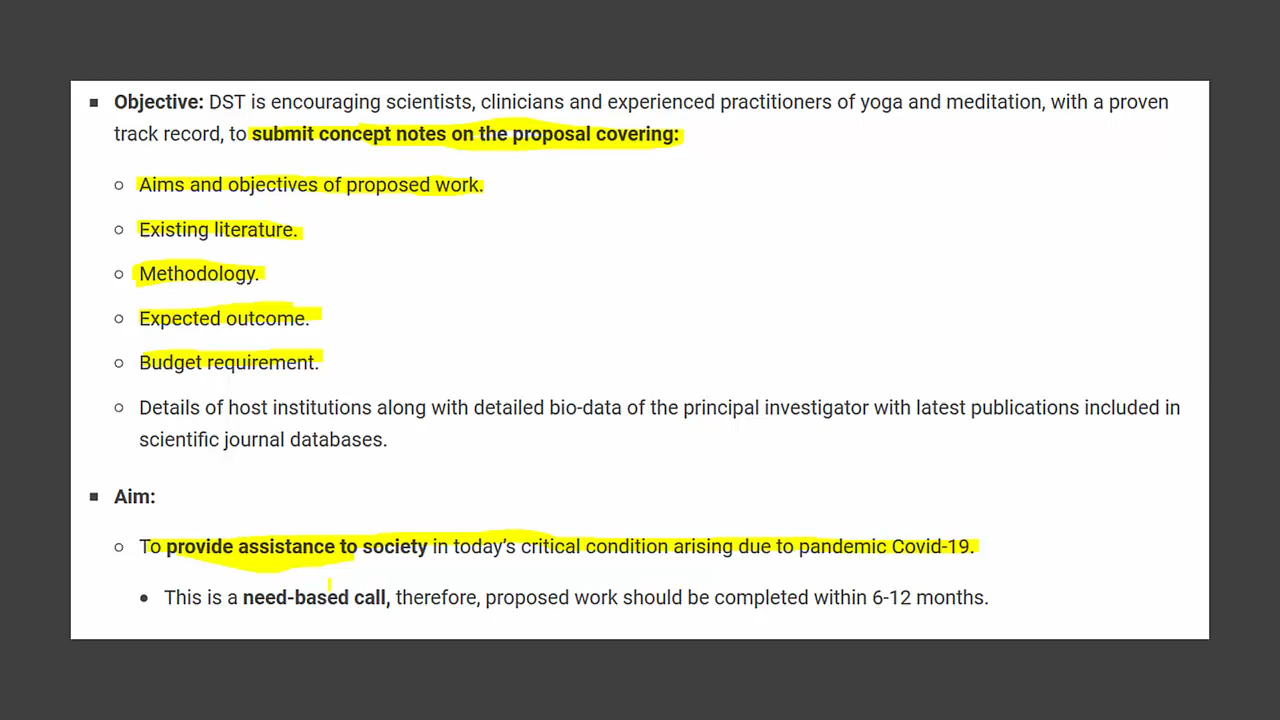 Objective: DST is encouraging scientists, clinicians and experienced practitioners of yoga and meditation, with a proven
track record, to submit concept notes on the proposal covering:
Aims and objectives of proposed work.
Existing literature.
Methodology.
Expected outcome.
Budget requirement.
Details of host institutions along with detailed bio-data of the principal investigator with latest publications included in
scientific journal databases.
Aim:
To provide assistance to society in today’s critical condition arising due to pandemic Covid-19.
This is a need-based call, therefore, proposed work should be completed within 6-12 months.